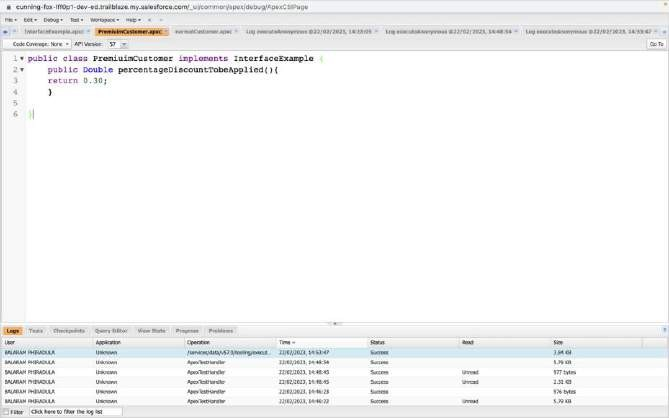 cunning-fox-lff0p1-dev-ed.trailblaze.my.salesforce.com/_ui/common/apex/debug/ApexCSIPage
File Edit Debug Test Workspace Help < >
InterfaceExample.apxc PremiuimCustomer.apxc normalCustomer.apxc Log executeAnonymous @22/02/2023, 14:33:05 Log executeAnonymous @22/02/2023, 14:48:54 Log executeAnonymous @22/02/2023, 14:53:47
Code Coverage: None API Version: 57 Go To
1 public class PremiuimCustomer implements InterfaceExample {
2 public Double percentageDiscountTobeApplied(){
3 return 0.30;
4 }
5
6 }
Logs Tests Checkpoints Query Editor View State Progress Problems
User Application Operation Time Status Read Size
BALARAM PHIRADULA Unknown /services/data/v57.0/tooling/execut... 22/02/2023, 14:53:47 Success 3.84 KB
BALARAM PHIRADULA Unknown ApexTestHandler 22/02/2023, 14:48:54 Success 5.79 KB
BALARAM PHIRADULA Unknown ApexTestHandler 22/02/2023, 14:48:45 Success Unread 977 bytes
BALARAM PHIRADULA Unknown ApexTestHandler 22/02/2023, 14:48:45 Success Unread 2.31 KB
BALARAM PHIRADULA Unknown ApexTestHandler 22/02/2023, 14:46:23 Success 976 bytes
BALARAM PHIRADULA Unknown ApexTestHandler 22/02/2023, 14:46:22 Success Unread 5.79 KB
Filter Click here to filter the log list